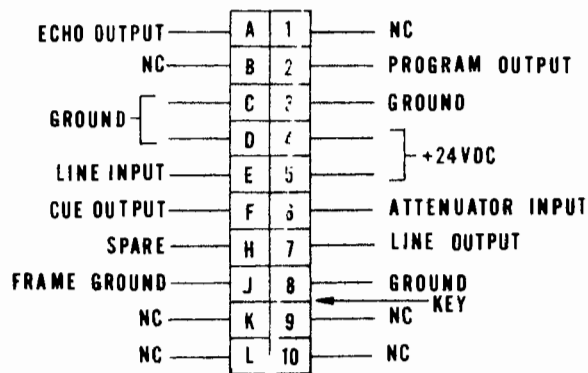 ECHO OUTPUT A 1 NC
NC B 2 PROGRAM OUTPUT
GROUND C 3 GROUND
D 4 +24VDC
LINE INPUT E 5
CUE OUTPUT F 6 ATTENUATOR INPUT
SPARE H 7 LINE OUTPUT
FRAME GROUND J 8 GROUND
KEY
NC K 9 NC
NC L 10 NC